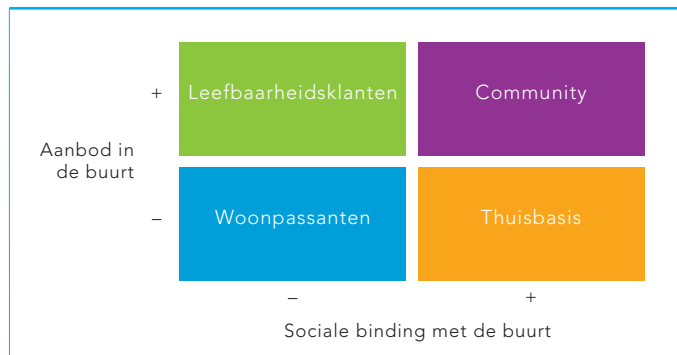 +
Leefbaarheidsklanten
Community
Aanbod in
de buurt
–
Woonpassanten
Thuisbasis
–
+
Sociale binding met de buurt